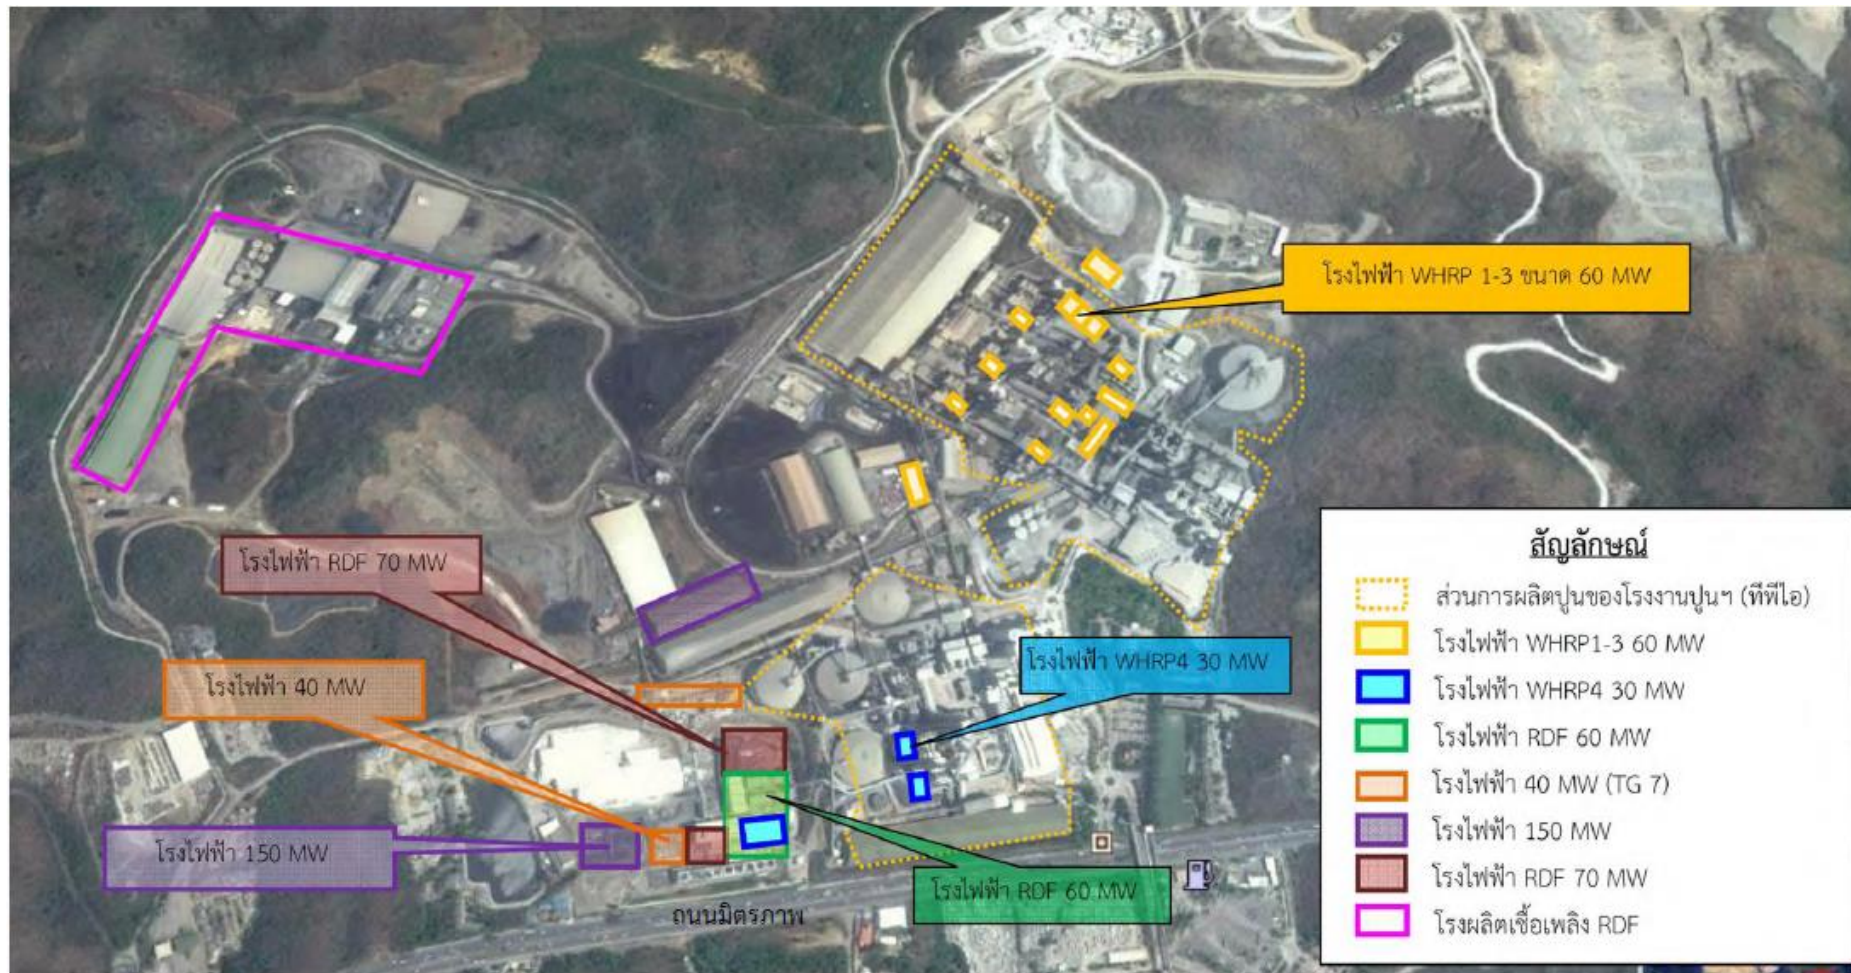 โรงไฟฟ้า WHRP 1-3 ขนาด 60 MW
โรงไฟฟ้า RDF 70 MW
โรงไฟฟ้า WHRP4 30 MW
โรงไฟฟ้า 40 MW
โรงไฟฟ้า 150 MW
โรงไฟฟ้า RDF 60 MW
ถนนมิตรภาพ
สัญลักษณ์
ส่วนการผลิตปูนของโรงงานปูนฯ (ทีพีไอ)
โรงไฟฟ้า WHRP1-3 60 MW
โรงไฟฟ้า WHRP4 30 MW
โรงไฟฟ้า RDF 60 MW
โรงไฟฟ้า 40 MW (TG 7)
โรงไฟฟ้า 150 MW
โรงไฟฟ้า RDF 70 MW
โรงผลิตเชื้อเพลิง RDF